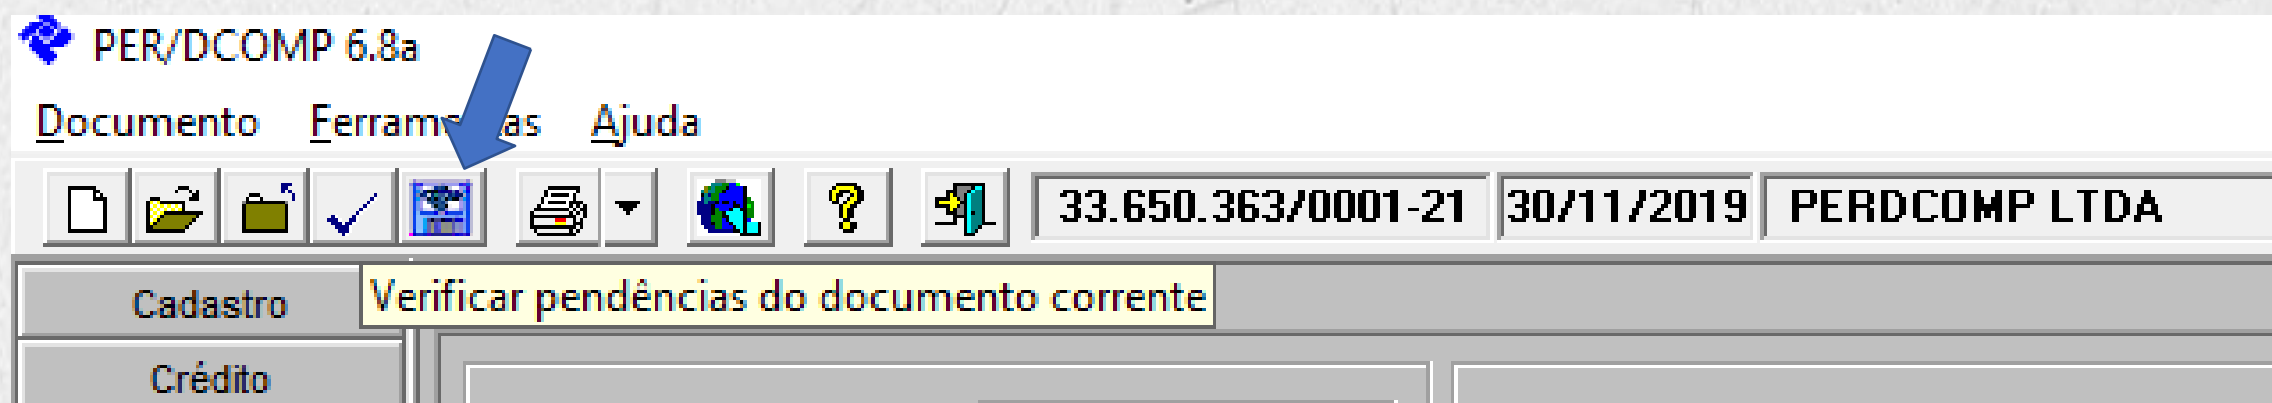 PER/DCOMP 6.8a
Documento Ajuda
33.650.363/0001-21 30/11/2019 PERDCOMP LTDA
Cadastro
Verificar pendências do documento corrente
Crédito